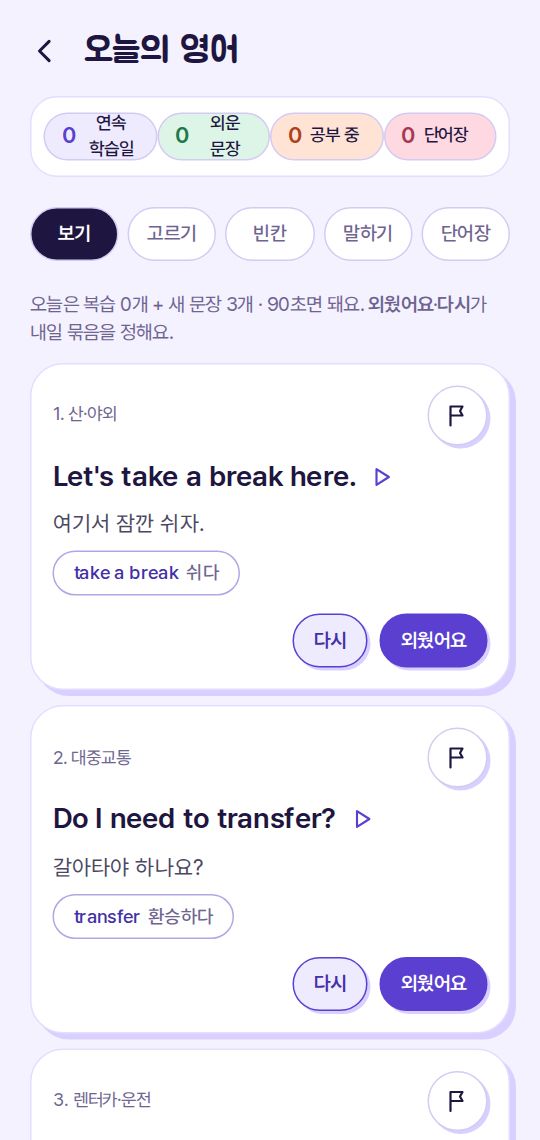 오늘의 영어
0 연속 학습일
0 외운 문장
0 공부 중
0 단어장
보기 고르기 빈칸 말하기 단어장
오늘은 복습 0개 + 새 문장 3개 · 90초면 돼요. 외웠어요·다시가
내일 묶음을 정해요.
1. 산·야외
Let's take a break here.
여기서 잠깐 쉬자.
take a break 쉬다
다시 외웠어요
2. 대중교통
Do I need to transfer?
갈아타야 하나요?
transfer 환승하다
다시 외웠어요
3. 렌터카·운전